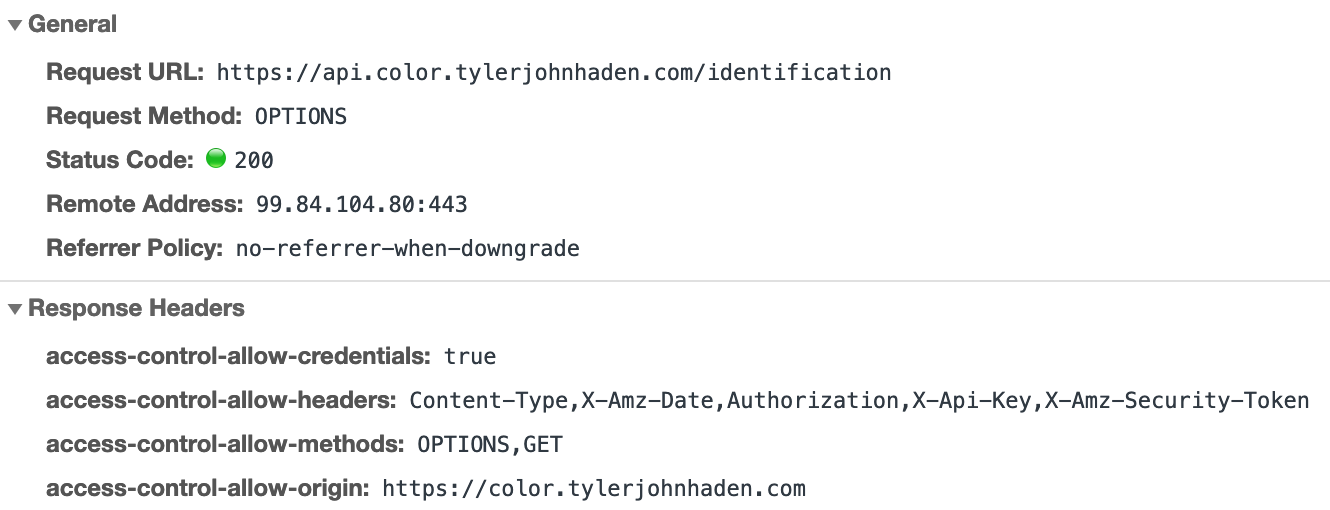 General
Request URL: https://api.color.tylerjohnhaden.com/identification
Request Method: OPTIONS
Status Code: 200
Remote Address: 99.84.104.80:443
Referrer Policy: no-referrer-when-downgrade
Response Headers
access-control-allow-credentials: true
access-control-allow-headers: Content-Type,X-Amz-Date,Authorization,X-Api-Key,X-Amz-Security-Token
access-control-allow-methods: OPTIONS,GET
access-control-allow-origin: https://color.tylerjohnhaden.com